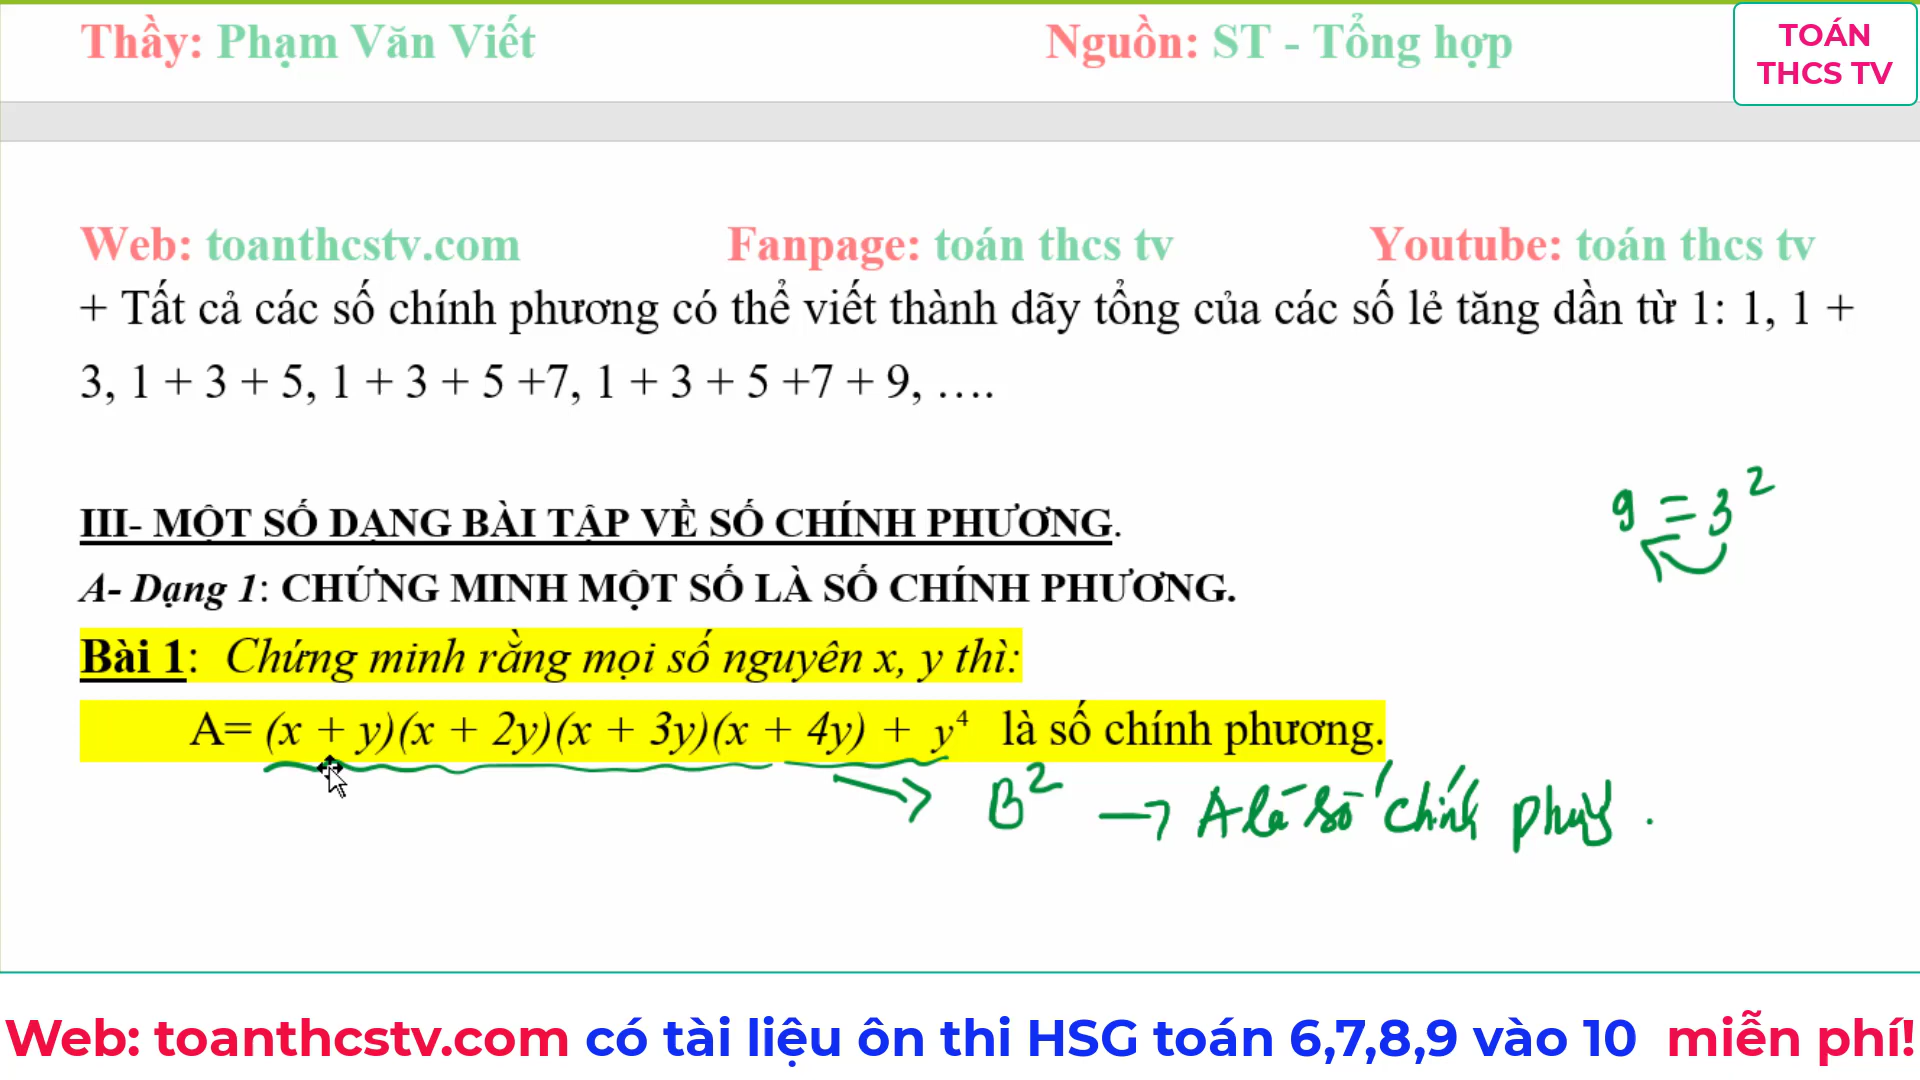 Thầy: Phạm Văn Viết Nguồn: ST - Tổng hợp
TOÁN
THCS TV
Web: toanthcstv.com Fanpage: toán thcs tv Youtube: toán thcs tv
+ Tất cả các số chính phương có thể viết thành dãy tổng của các số lẻ tăng dần từ 1: 1, 1 +
3, 1 + 3 + 5, 1 + 3 + 5 +7, 1 + 3 + 5 +7 + 9, ….
9 = 3²
III- MỘT SỐ DẠNG BÀI TẬP VỀ SỐ CHÍNH PHƯƠNG.
A- Dạng 1: CHỨNG MINH MỘT SỐ LÀ SỐ CHÍNH PHƯƠNG.
Bài 1: Chứng minh rằng mọi số nguyên x, y thì:
A= (x + y)(x + 2y)(x + 3y)(x + 4y) + y⁴ là số chính phương.
→ B² → A là số chính
Web: toanthcstv.com có tài liệu ôn thi HSG toán 6,7,8,9 vào 10 miễn phí!